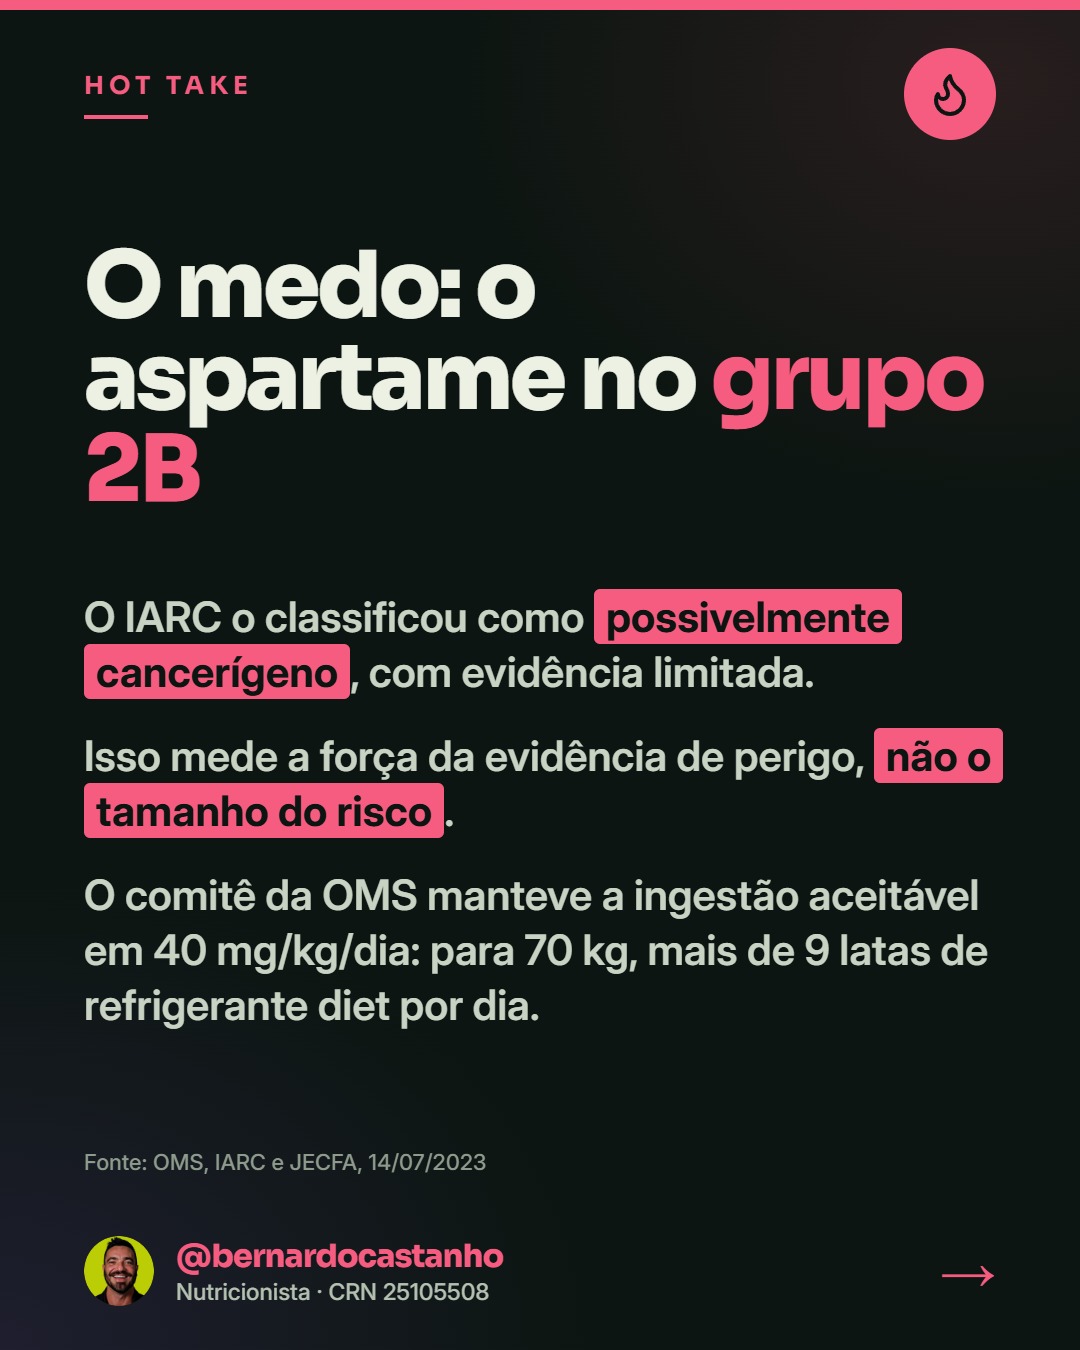 HOT TAKE
O medo: o
aspartame no grupo
2B
O IARC o classificou como possivelmente
cancerígeno, com evidência limitada.
Isso mede a força da evidência de perigo, não o
tamanho do risco.
O comitê da OMS manteve a ingestão aceitável
em 40 mg/kg/dia: para 70 kg, mais de 9 latas de
refrigerante diet por dia.
Fonte: OMS, IARC e JECFA, 14/07/2023
@bernardocastanho
Nutricionista · CRN 25105508